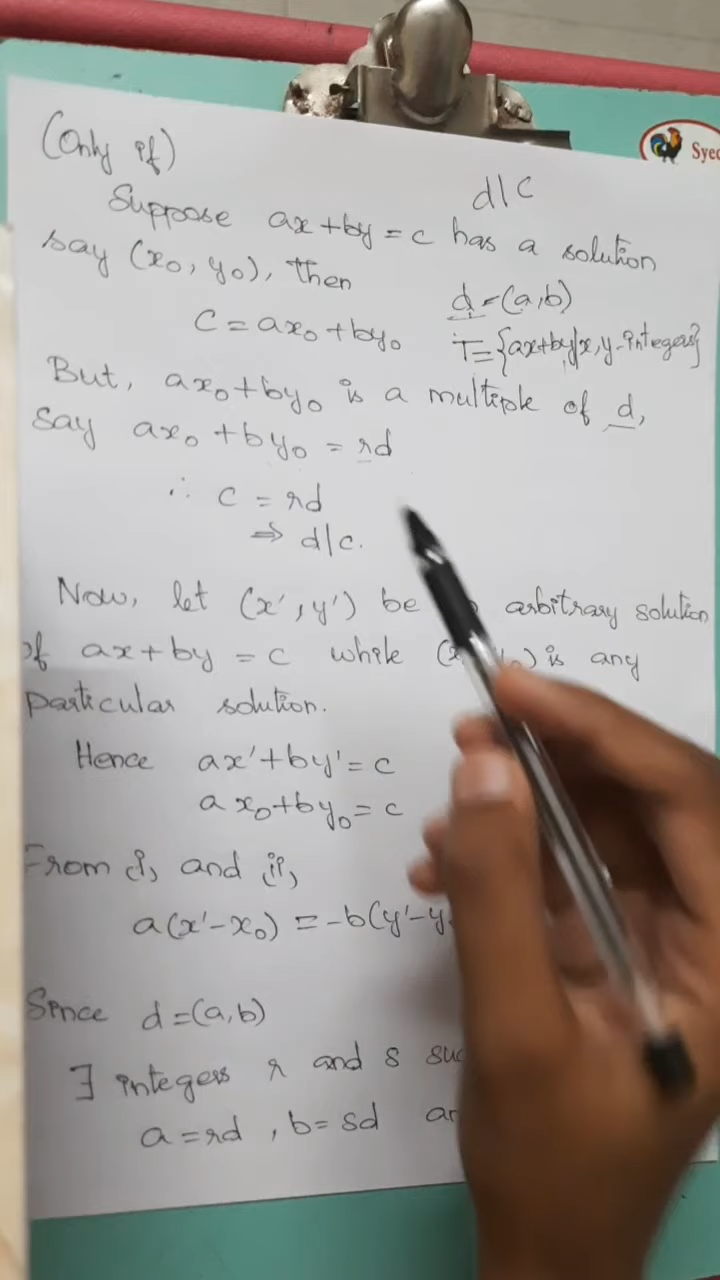 (Only if)
d|c
Suppose ax+by=c has a solution
say (x₀, y₀), then
d=(a,b)
c = ax₀+by₀
T={ax+by|x,y-integers}
But, ax₀+by₀ is a multiple of d,
say ax₀+by₀ = rd
∴ c = rd
⇒ d|c.
Now, let (x', y') be arbitrary solution
of ax+by = c while is any
particular solution.
Hence ax'+by'=c
ax₀+by₀=c
From i, and ii,
a(x'-x₀) = -b(y'-y
Since d=(a,b)
∃ integers r and s
a=rd, b=sd
Syed